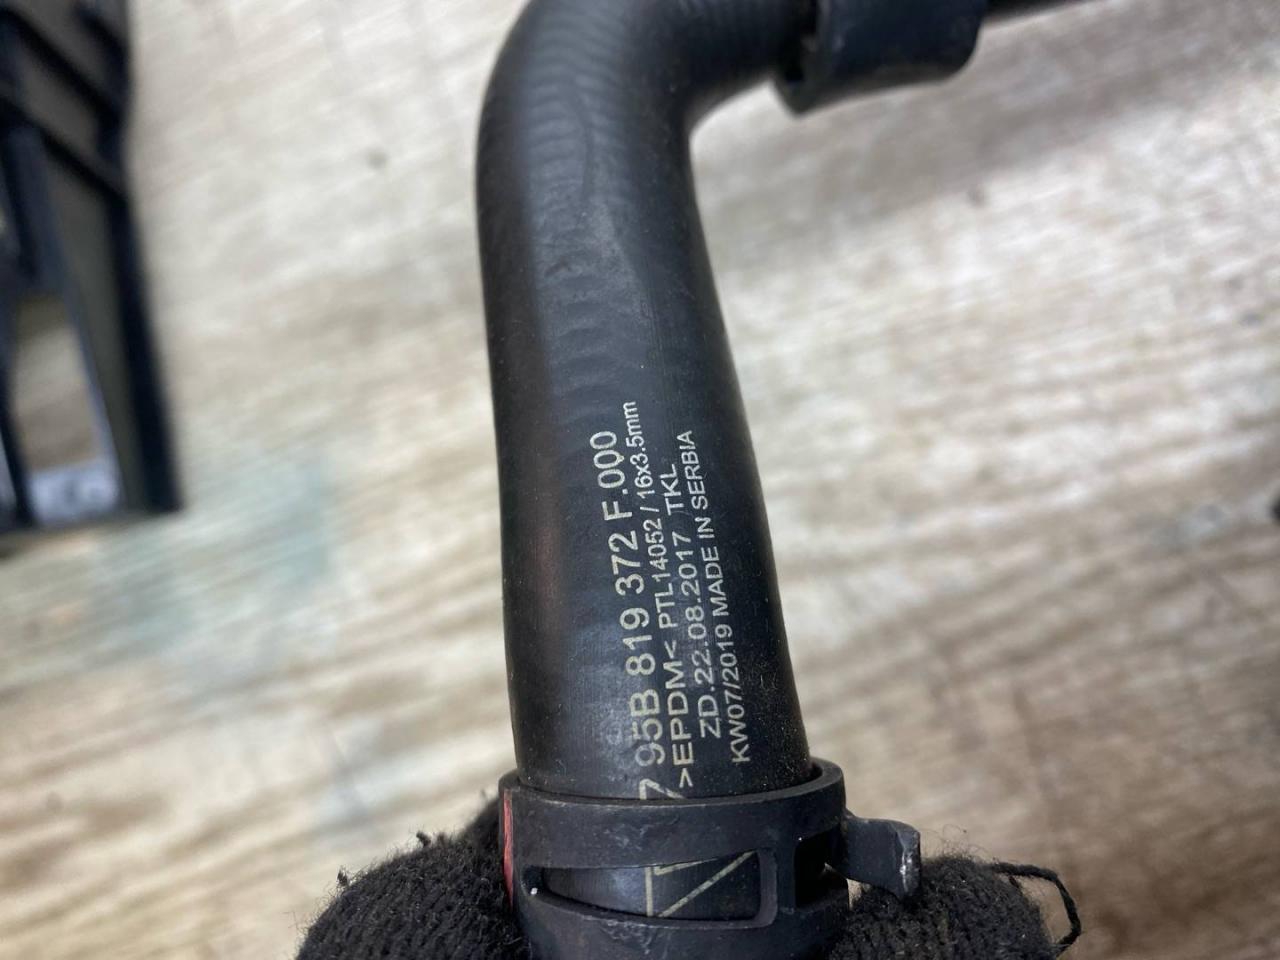 95B 819 372 F.000
>EPDM< PTL14052 / 16x3.5mm
ZD.22.08.2017 TKL
KW07/2019 MADE IN SERBIA